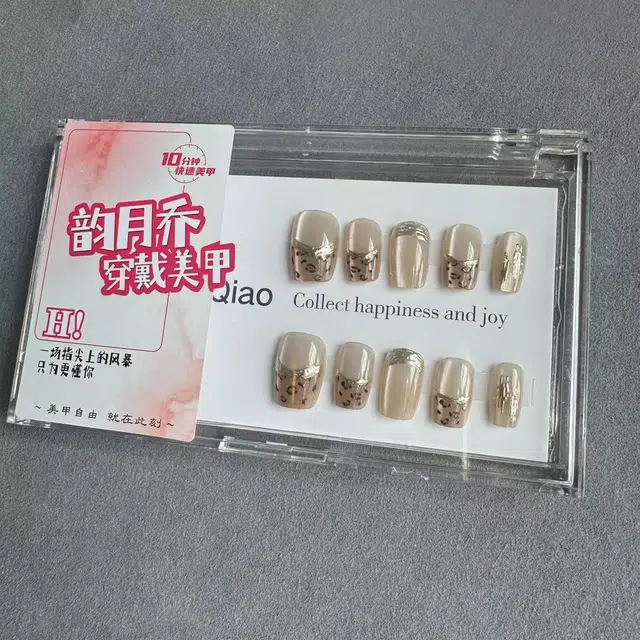 10分钟
快速美甲
韵月乔
穿戴美甲
H!
一场指尖上的风暴
只为更懂你
~ 美甲自由 就在此刻 ~
Qiao
Collect happiness and joy